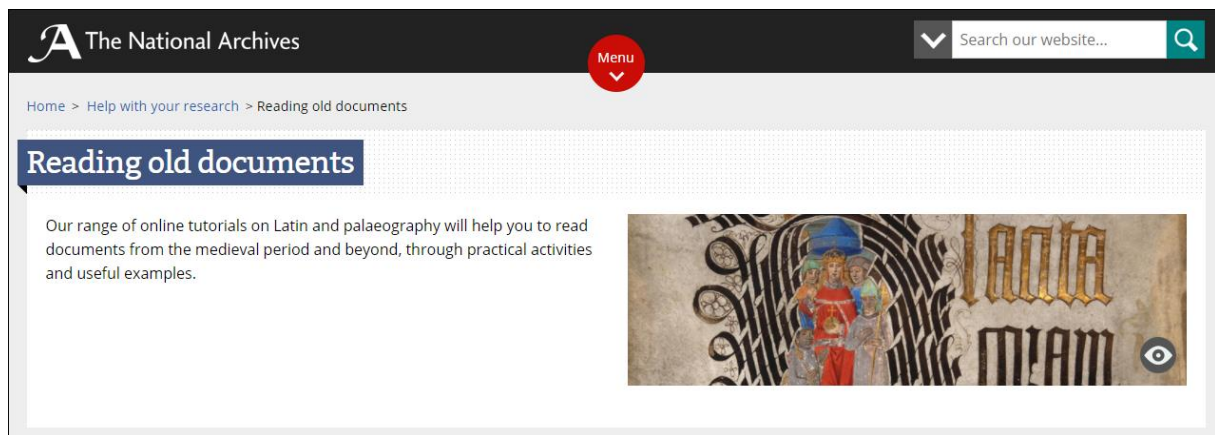 The National Archives
Menu
Search our website...
Home > Help with your research > Reading old documents
Reading old documents
Our range of online tutorials on Latin and palaeography will help you to read
documents from the medieval period and beyond, through practical activities
and useful examples.